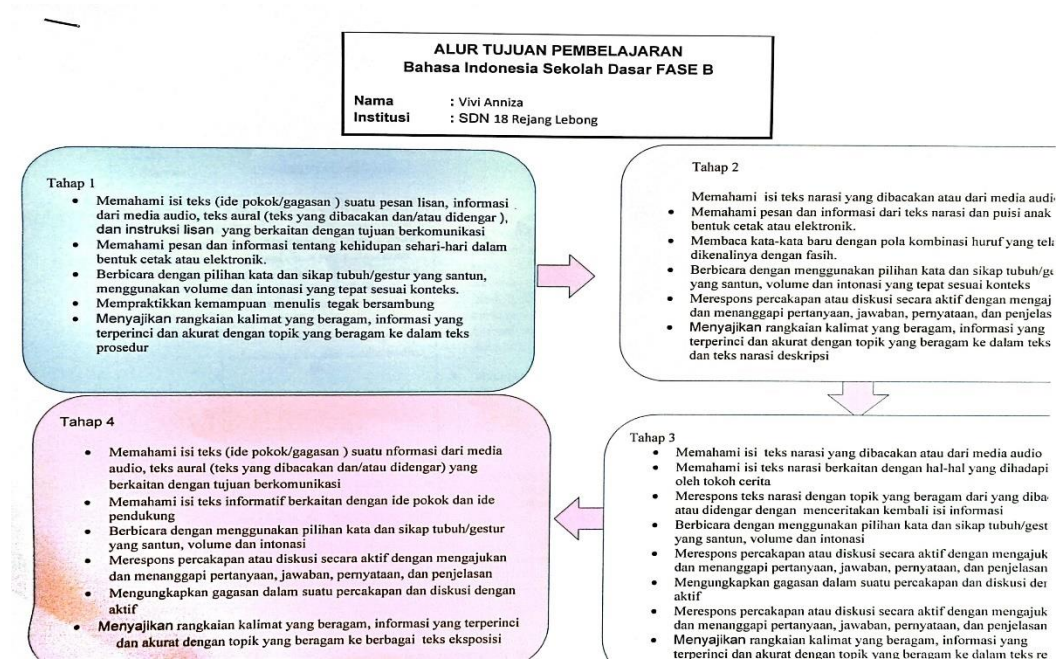 ALUR TUJUAN PEMBELAJARAN
Bahasa Indonesia Sekolah Dasar FASE B
Nama : Vivi Anniza
Institusi : SDN 18 Rejang Lebong
Tahap 1
• Memahami isi teks (ide pokok/gagasan ) suatu pesan lisan, informasi
dari media audio, teks aural (teks yang dibacakan dan/atau didengar ),
dan instruksi lisan yang berkaitan dengan tujuan berkomunikasi
• Memahami pesan dan informasi tentang kehidupan sehari-hari dalam
bentuk cetak atau elektronik.
• Berbicara dengan pilihan kata dan sikap tubuh/gestur yang santun,
menggunakan volume dan intonasi yang tepat sesuai konteks.
• Mempraktikkan kemampuan menulis tegak bersambung
• Menyajikan rangkaian kalimat yang beragam, informasi yang
terperinci dan akurat dengan topik yang beragam ke dalam teks
prosedur
Tahap 2
Memahami isi teks narasi yang dibacakan atau dari media audi
• Memahami pesan dan informasi dari teks narasi dan puisi anak
bentuk cetak atau elektronik.
• Membaca kata-kata baru dengan pola kombinasi huruf yang tela
dikenalinya dengan fasih.
• Berbicara dengan menggunakan pilihan kata dan sikap tubuh/ge
yang santun, volume dan intonasi yang tepat sesuai konteks
• Merespons percakapan atau diskusi secara aktif dengan mengaj
dan menanggapi pertanyaan, jawaban, pernyataan, dan penjelas
• Menyajikan rangkaian kalimat yang beragam, informasi yang
terperinci dan akurat dengan topik yang beragam ke dalam teks
dan teks narasi deskripsi
Tahap 3
• Memahami isi teks narasi yang dibacakan atau dari media audio
• Memahami isi teks narasi berkaitan dengan hal-hal yang dihadapi
oleh tokoh cerita
• Merespons teks narasi dengan topik yang beragam dari yang diba
atau didengar dengan menceritakan kembali isi informasi
• Berbicara dengan menggunakan pilihan kata dan sikap tubuh/gest
yang santun, volume dan intonasi
• Merespons percakapan atau diskusi secara aktif dengan mengajuk
dan menanggapi pertanyaan, jawaban, pernyataan, dan penjelasan
• Mengungkapkan gagasan dalam suatu percakapan dan diskusi der
aktif
• Merespons percakapan atau diskusi secara aktif dengan mengajuk
dan menanggapi pertanyaan, jawaban, pernyataan, dan penjelasan
• Menyajikan rangkaian kalimat yang beragam, informasi yang
terperinci dan akurat dengan topik yang beragam ke dalam teks re
Tahap 4
• Memahami isi teks (ide pokok/gagasan ) suatu nformasi dari media
audio, teks aural (teks yang dibacakan dan/atau didengar) yang
berkaitan dengan tujuan berkomunikasi
• Memahami isi teks informatif berkaitan dengan ide pokok dan ide
pendukung
• Berbicara dengan menggunakan pilihan kata dan sikap tubuh/gestur
yang santun, volume dan intonasi
• Merespons percakapan atau diskusi secara aktif dengan mengajukan
dan menanggapi pertanyaan, jawaban, pernyataan, dan penjelasan
• Mengungkapkan gagasan dalam suatu percakapan dan diskusi dengan
aktif
• Menyajikan rangkaian kalimat yang beragam, informasi yang terperinci
dan akurat dengan topik yang beragam ke berbagai teks eksposisi